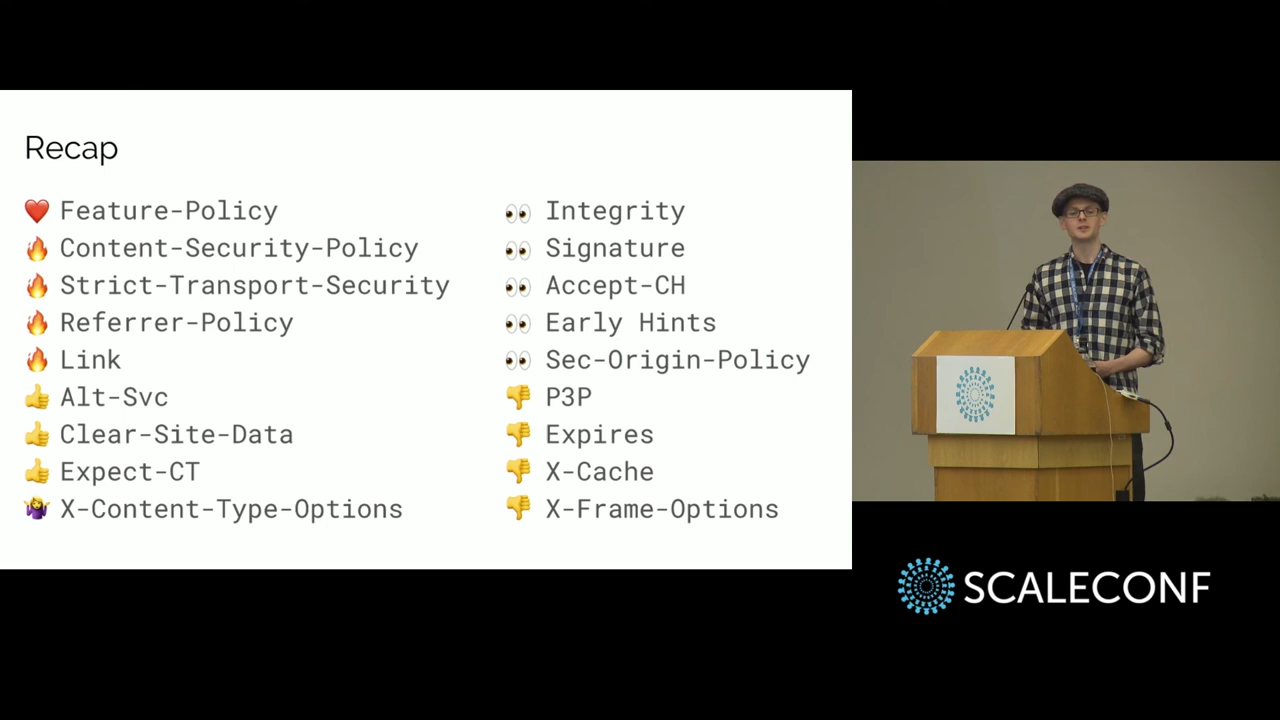 Recap
❤️ Feature-Policy
🔥 Content-Security-Policy
🔥 Strict-Transport-Security
🔥 Referrer-Policy
🔥 Link
👍 Alt-Svc
👍 Clear-Site-Data
👍 Expect-CT
🤷‍♀️ X-Content-Type-Options
👀 Integrity
👀 Signature
👀 Accept-CH
👀 Early Hints
👀 Sec-Origin-Policy
👎 P3P
👎 Expires
👎 X-Cache
👎 X-Frame-Options
SCALECONF